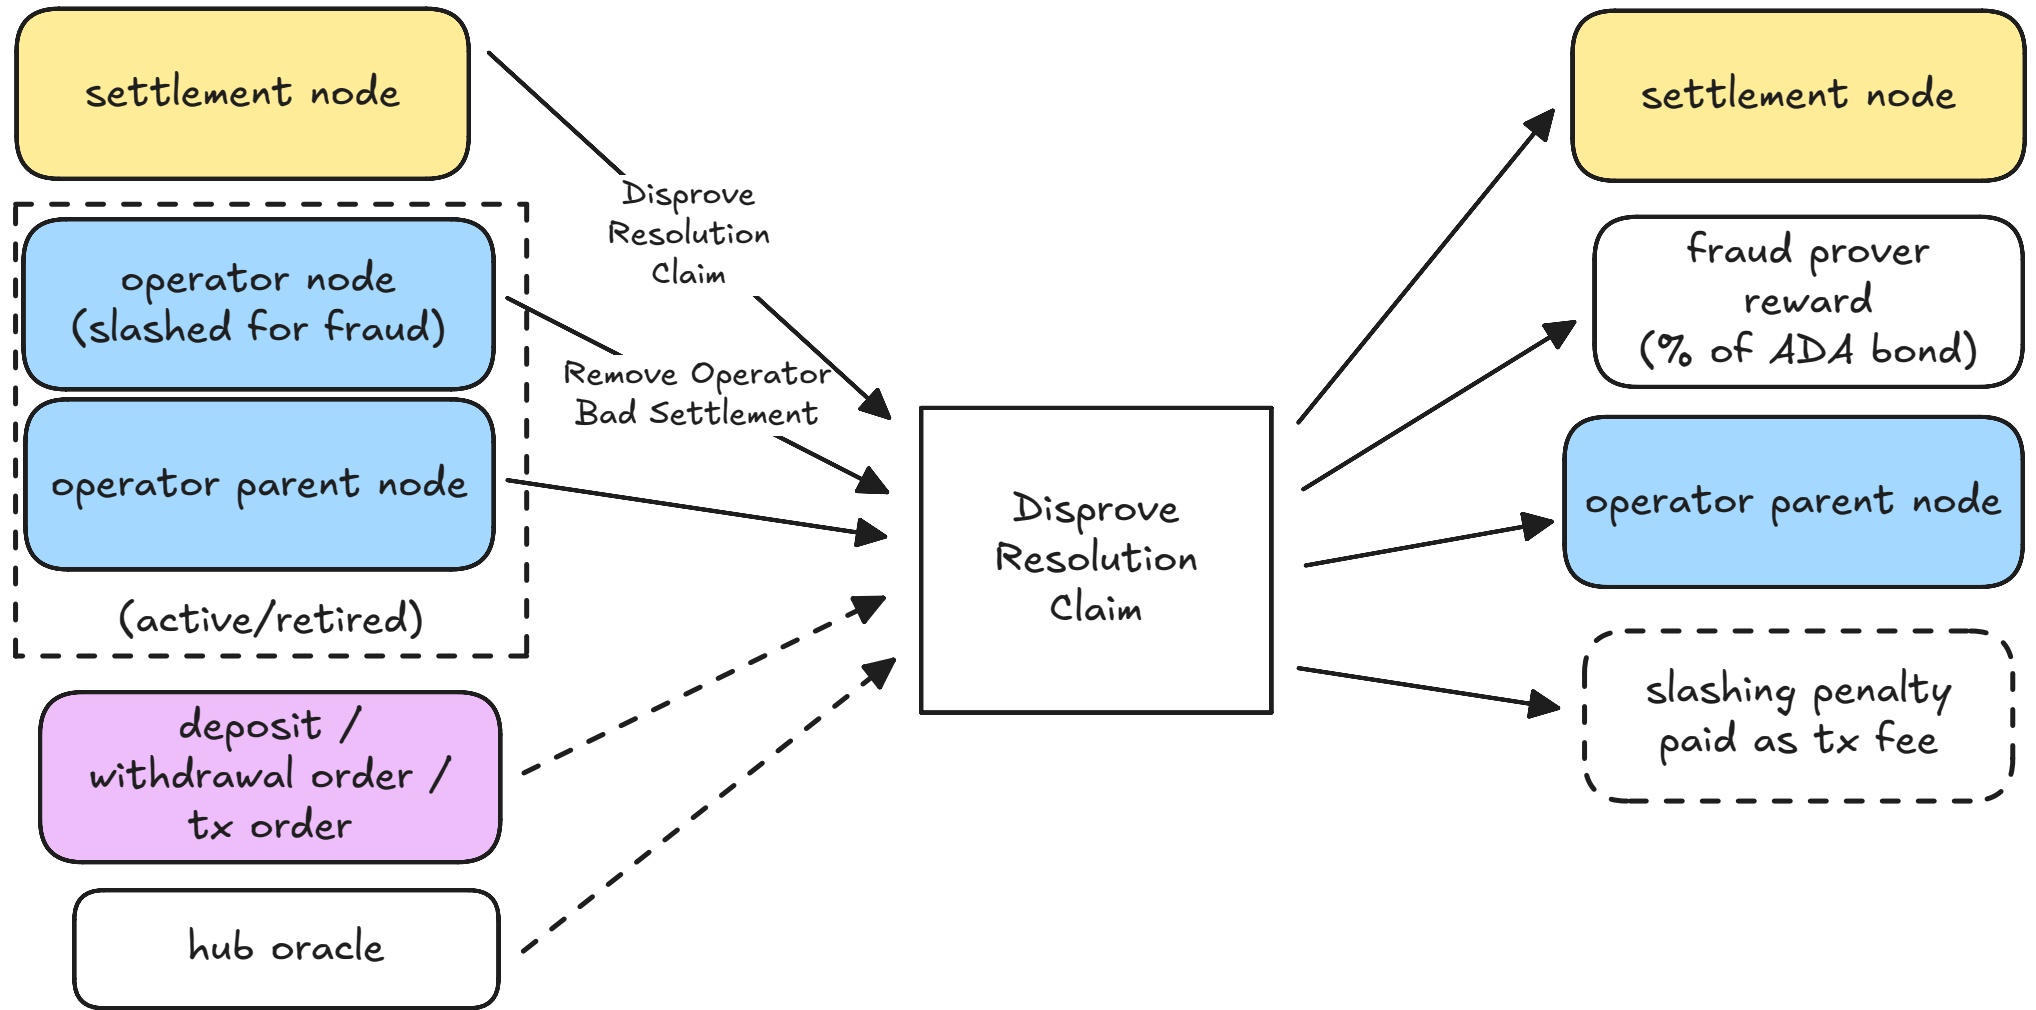 settlement node
operator node
(slashed for fraud)
operator parent node
(active/retired)
deposit /
withdrawal order /
tx order
hub oracle
Disprove
Resolution
Claim
Remove Operator
Bad Settlement
Disprove
Resolution
Claim
settlement node
fraud prover
reward
(% of ADA bond)
operator parent node
slashing penalty
paid as tx fee